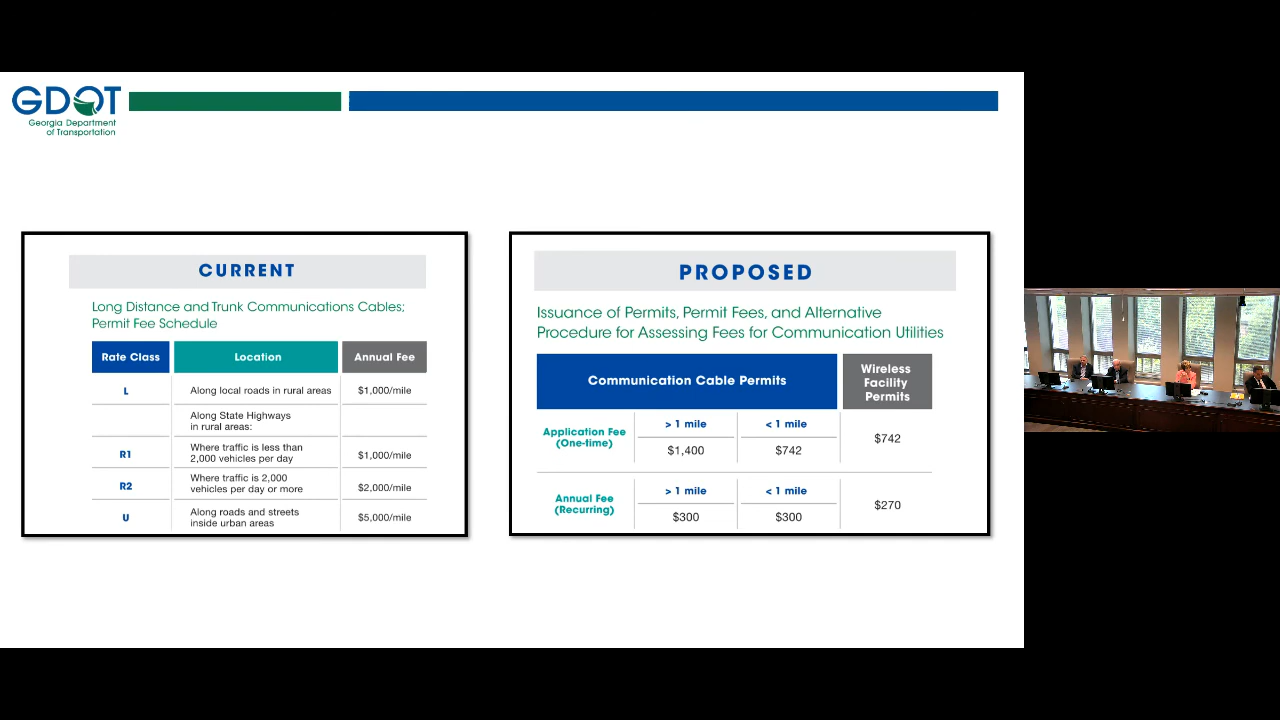 GDOT
Georgia Department
of Transportation
CURRENT
Long Distance and Trunk Communications Cables;
Permit Fee Schedule
Rate Class Location Annual Fee
L Along local roads in rural areas $1,000/mile
Along State Highways
in rural areas:
R1 Where traffic is less than
2,000 vehicles per day $1,000/mile
R2 Where traffic is 2,000
vehicles per day or more $2,000/mile
U Along roads and streets
inside urban areas $5,000/mile
PROPOSED
Issuance of Permits, Permit Fees, and Alternative
Procedure for Assessing Fees for Communication Utilities
Communication Cable Permits
Wireless
Facility
Permits
Application Fee
(One-time)
> 1 mile < 1 mile
$1,400 $742
$742
Annual Fee
(Recurring)
> 1 mile < 1 mile
$300 $300
$270